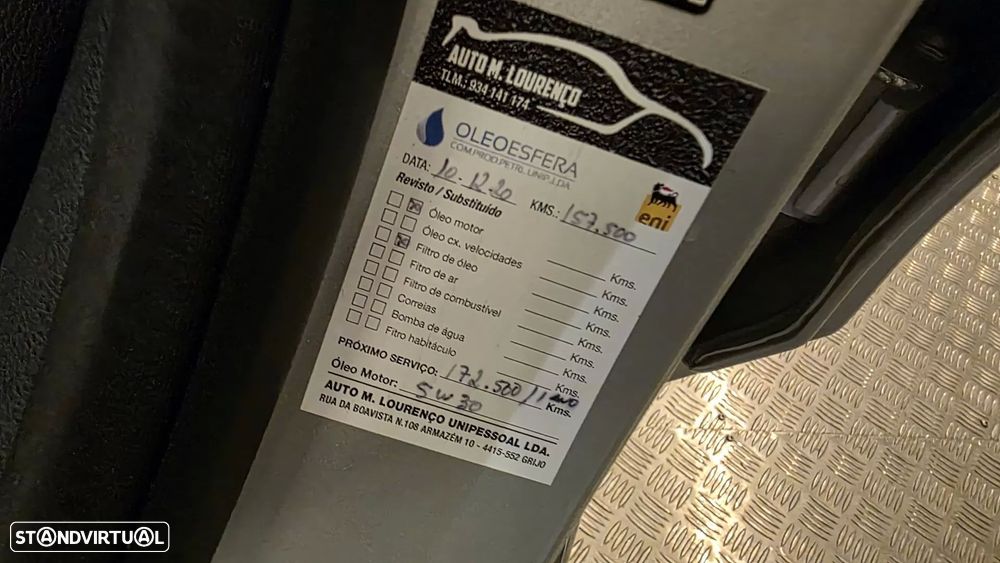 AUTO M. LOURENÇO
TLM.: 934 141 174
OLEOESFERA
COM.PROD.PETR. UNIP. LDA.
eni
DATA: 10-12-20 KMS.: 157.500
Revisto / Substituído
Óleo motor
Óleo cx. velocidades Kms.
Filtro de óleo Kms.
Fitro de ar Kms.
Filtro de combustível Kms.
Correias Kms.
Bomba de água Kms.
Fitro habitáculo Kms.
PRÓXIMO SERVIÇO: 172.500/1 ANO Kms.
Óleo Motor: 5W30
AUTO M. LOURENÇO UNIPESSOAL LDA.
RUA DA BOAVISTA N.108 ARMAZÉM 10 - 4415-552 GRIJO
STANDVIRTUAL